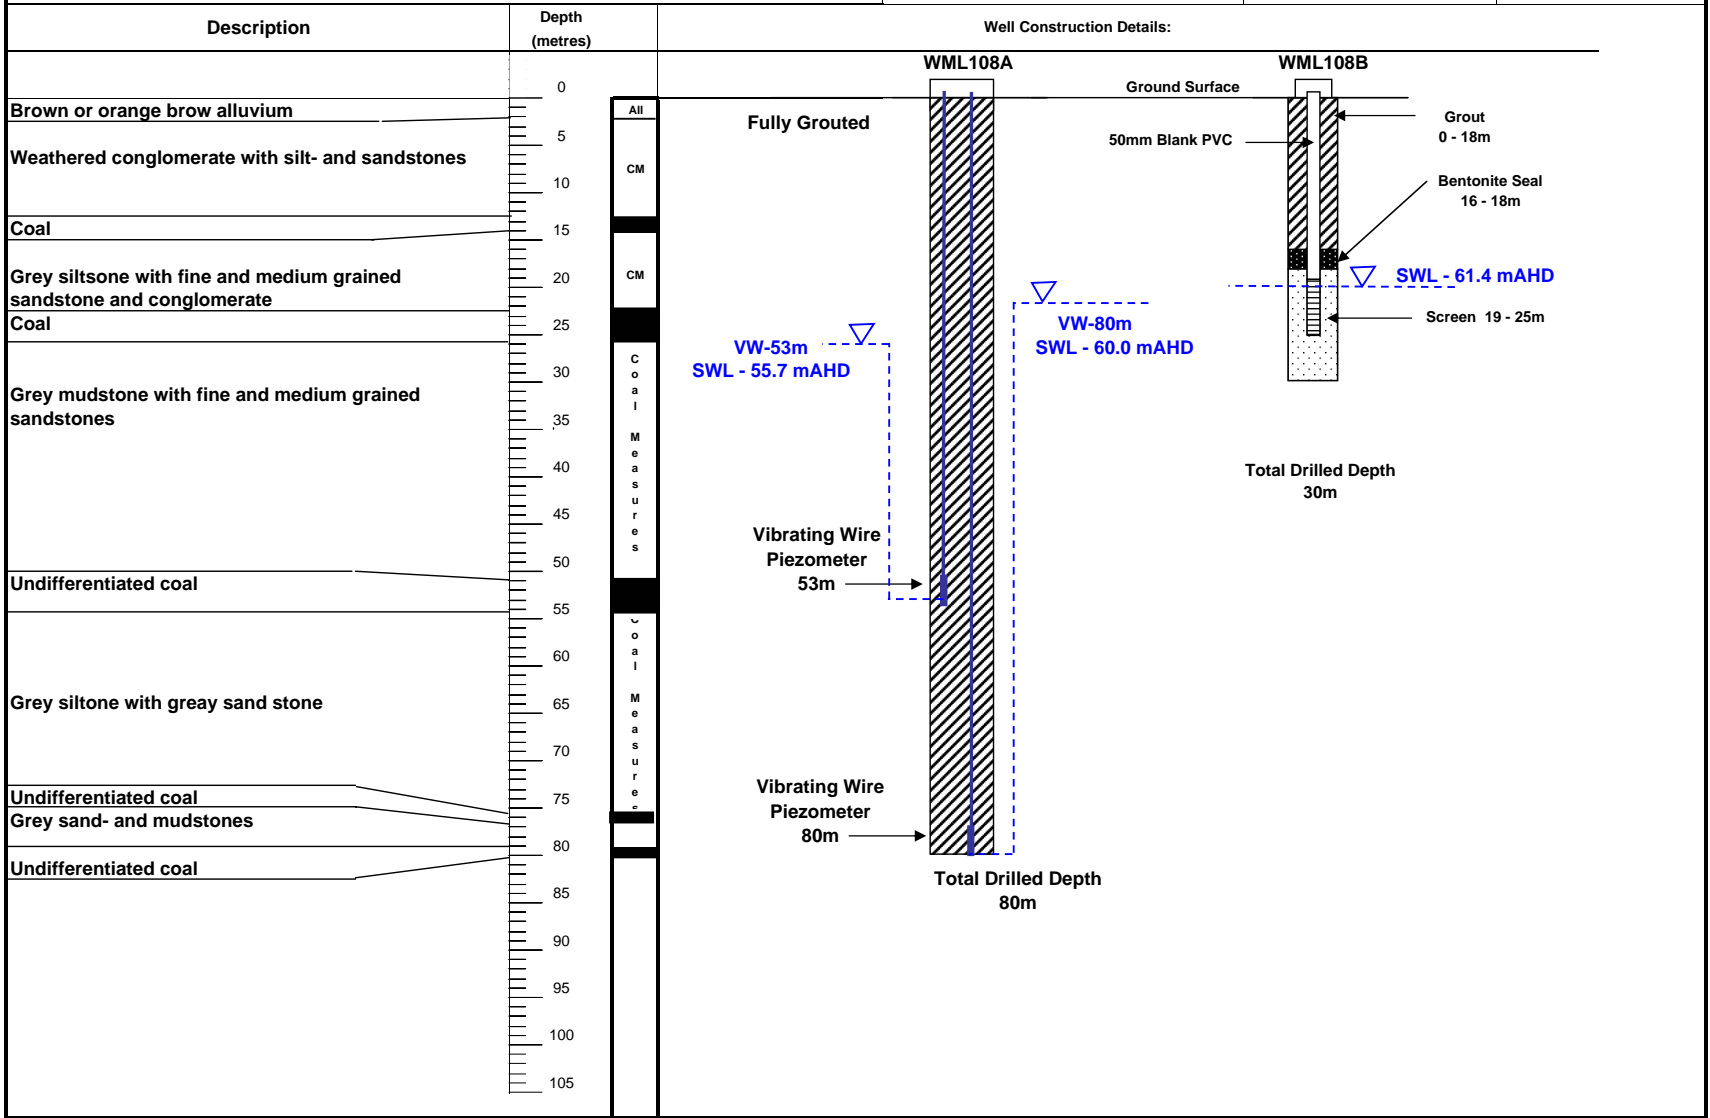 Description
Depth
(metres)
Well Construction Details:
WML108A
WML108B
0
Ground Surface
Brown or orange brow alluvium
All
Fully Grouted
Grout
0 - 18m
5
50mm Blank PVC
Weathered conglomerate with silt- and sandstones
CM
10
Bentonite Seal
16 - 18m
Coal
15
Grey siltsone with fine and medium grained
sandstone and conglomerate
20
CM
SWL - 61.4 mAHD
Coal
25
VW-53m
SWL - 55.7 mAHD
VW-80m
SWL - 60.0 mAHD
Screen 19 - 25m
Coal Measures
30
Grey mudstone with fine and medium grained
sandstones
35
40
Total Drilled Depth
30m
45
50
Vibrating Wire
Piezometer
53m
Undifferentiated coal
55
Coal Measures
60
Grey siltone with greay sand stone
65
70
Undifferentiated coal
75
Vibrating Wire
Piezometer
80m
Grey sand- and mudstones
80
Undifferentiated coal
Total Drilled Depth
80m
85
90
95
100
105